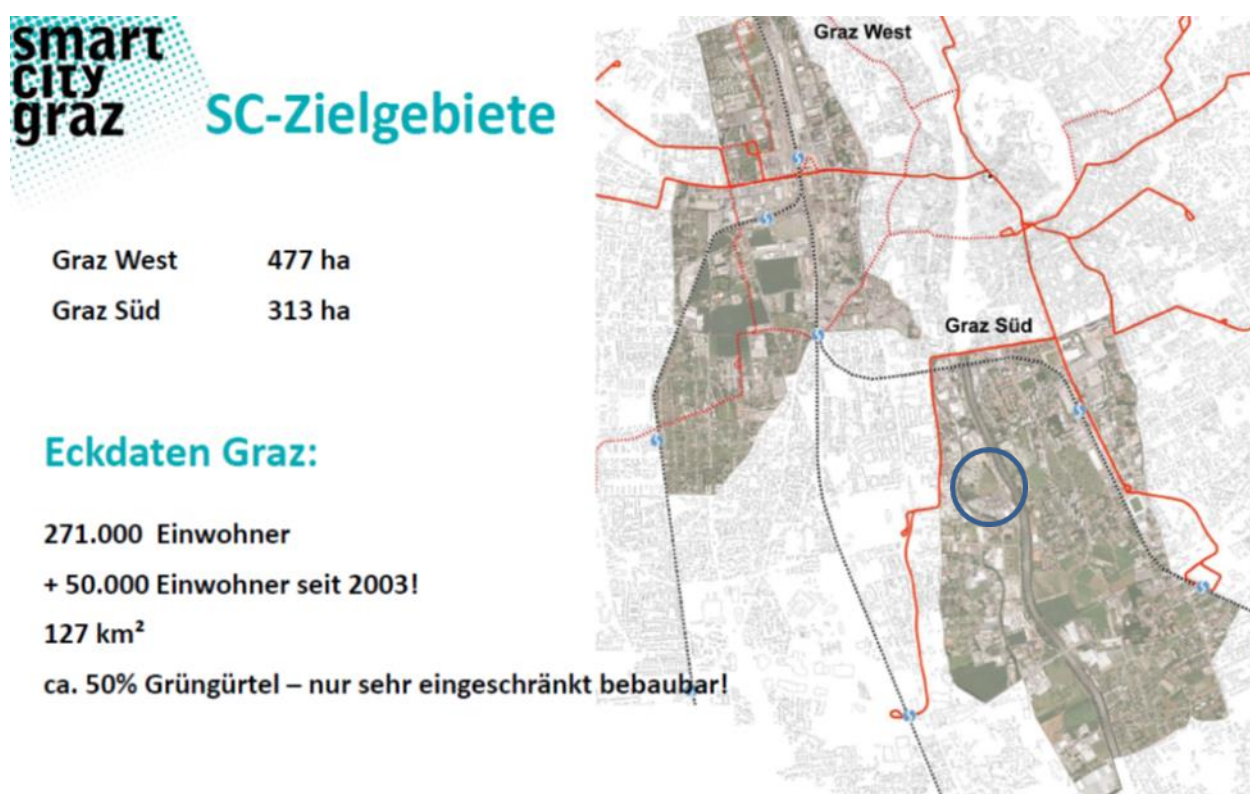 smart
city
graz
SC-Zielgebiete
Graz West 477 ha
Graz Süd 313 ha
Eckdaten Graz:
271.000 Einwohner
+ 50.000 Einwohner seit 2003!
127 km²
ca. 50% Grüngürtel – nur sehr eingeschränkt bebaubar!
Graz West
Graz Süd